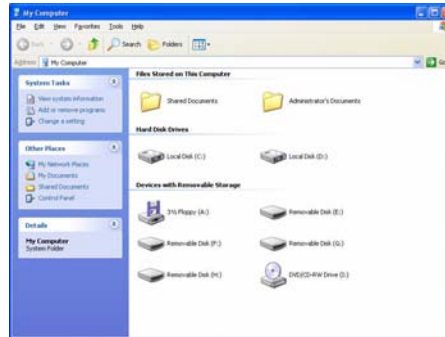 My Computer
File Edit View Favorites Tools Help
Back Search Folders
Address My Computer Go
System Tasks
View system information
Add or remove programs
Change a setting
Other Places
My Network Places
My Documents
Shared Documents
Control Panel
Details
My Computer
System Folder
Files Stored on This Computer
Shared Documents Administrator's Documents
Hard Disk Drives
Local Disk (C:) Local Disk (D:)
Devices with Removable Storage
3½ Floppy (A:) Removable Disk (E:)
Removable Disk (F:) Removable Disk (G:)
Removable Disk (H:) DVD/CD-RW Drive (I:)